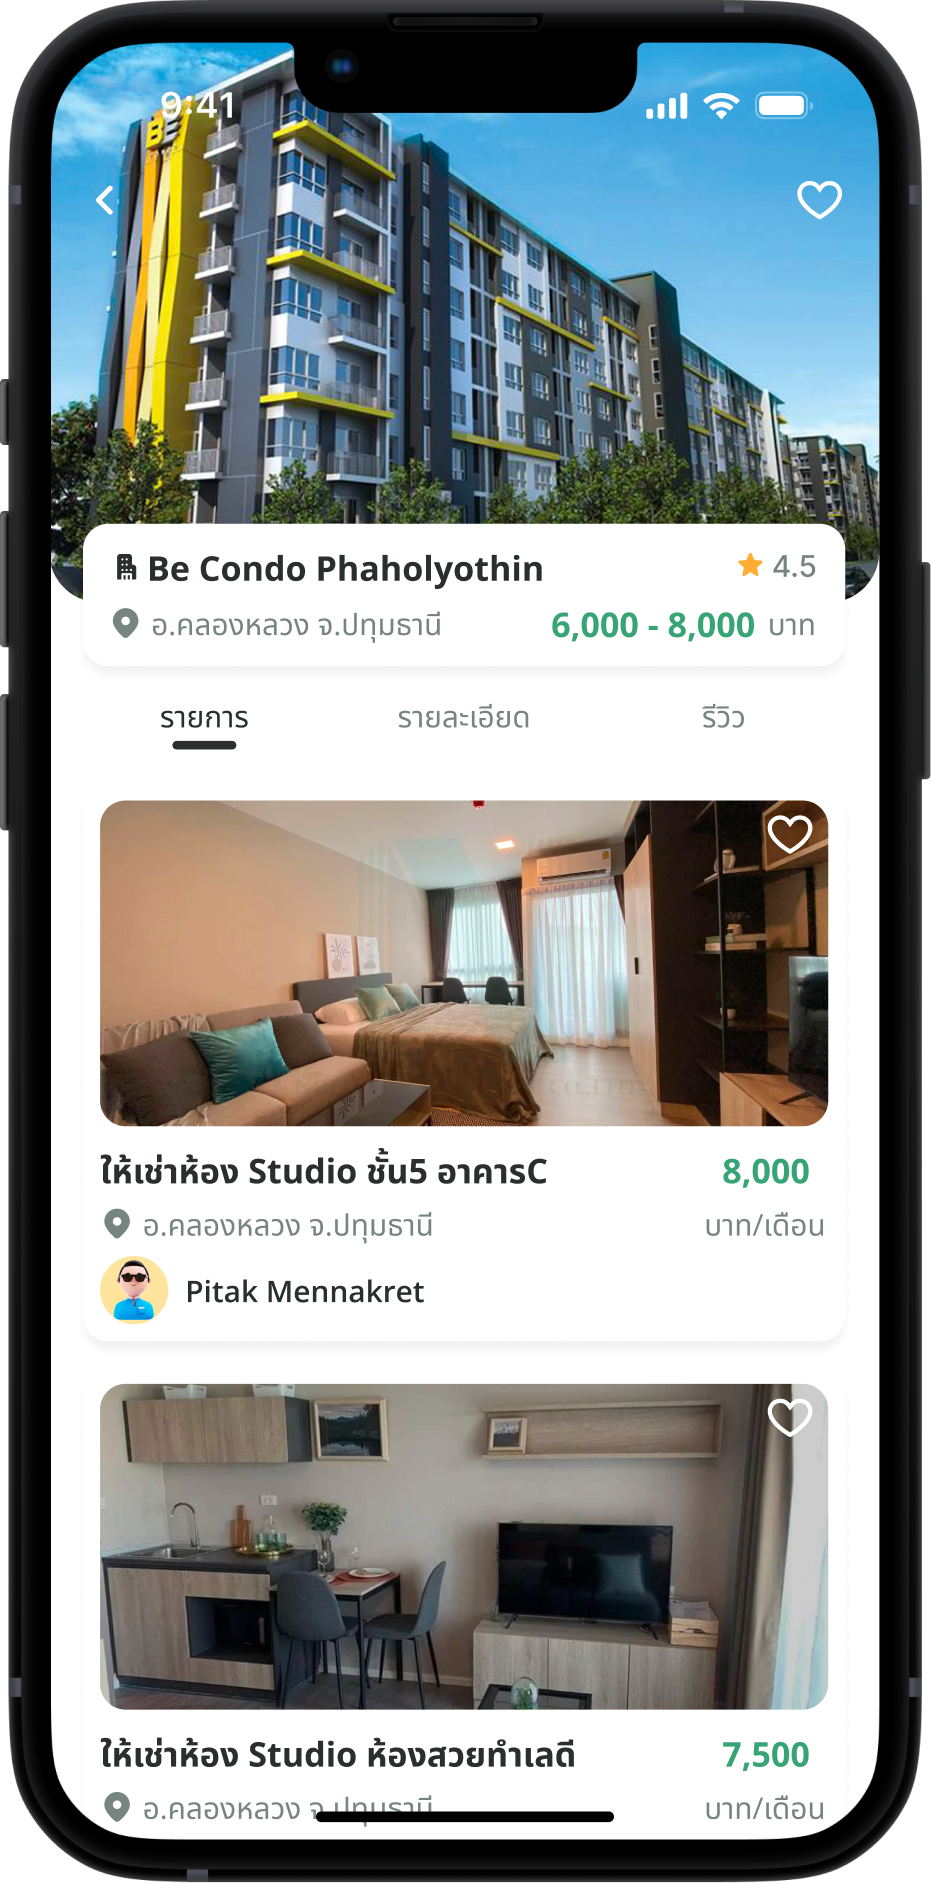 9:41
BE
Be Condo Phaholyothin
4.5
อ.คลองหลวง จ.ปทุมธานี
6,000 - 8,000 บาท
รายการ
รายละเอียด
รีวิว
CO.,LTD
ให้เช่าห้อง Studio ชั้น5 อาคารC
8,000
อ.คลองหลวง จ.ปทุมธานี
บาท/เดือน
Pitak Mennakret
ให้เช่าห้อง Studio ห้องสวยทำเลดี
7,500
อ.คลองหลวง จ.ปทุมธานี
บาท/เดือน